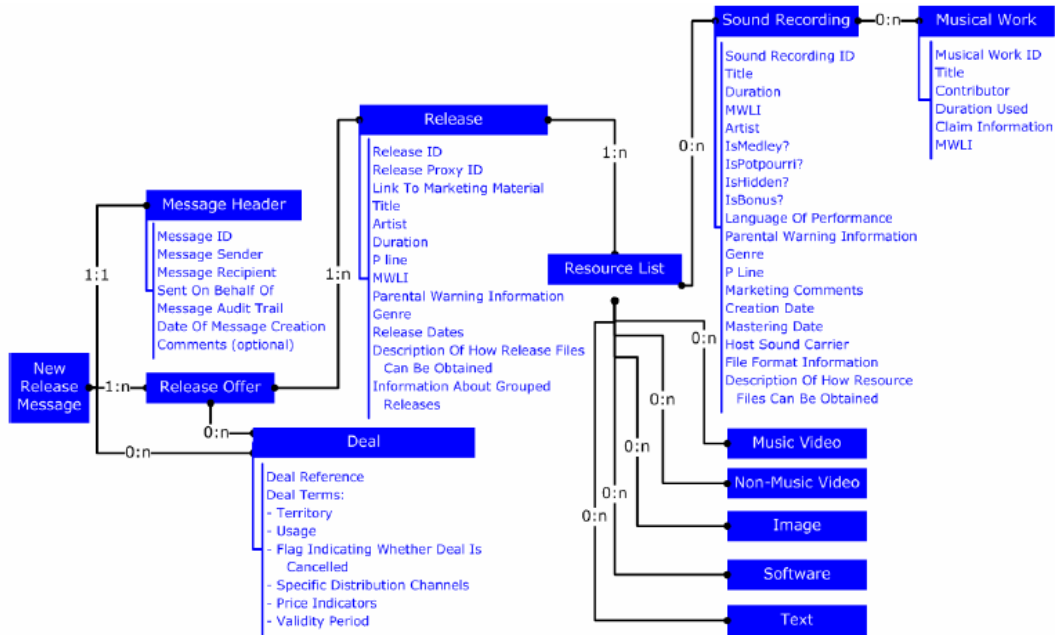 New
Release
Message
1:1
1:n
0:n
Message Header
Message ID
Message Sender
Message Recipient
Sent On Behalf Of
Message Audit Trail
Date Of Message Creation
Comments (optional)
Release Offer
0:n
1:n
Deal
Deal Reference
Deal Terms:
- Territory
- Usage
- Flag Indicating Whether Deal Is
Cancelled
- Specific Distribution Channels
- Price Indicators
- Validity Period
Release
Release ID
Release Proxy ID
Link To Marketing Material
Title
Artist
Duration
P line
MWLI
Parental Warning Information
Genre
Release Dates
Description Of How Release Files
Can Be Obtained
Information About Grouped
Releases
1:n
Resource List
0:n
0:n
0:n
0:n
0:n
0:n
Sound Recording
Sound Recording ID
Title
Duration
MWLI
Artist
IsMedley?
IsPotpourri?
IsHidden?
IsBonus?
Language Of Performance
Parental Warning Information
Genre
P Line
Marketing Comments
Creation Date
Mastering Date
Host Sound Carrier
File Format Information
Description Of How Resource
Files Can Be Obtained
0:n
Musical Work
Musical Work ID
Title
Contributor
Duration Used
Claim Information
MWLI
Music Video
Non-Music Video
Image
Software
Text